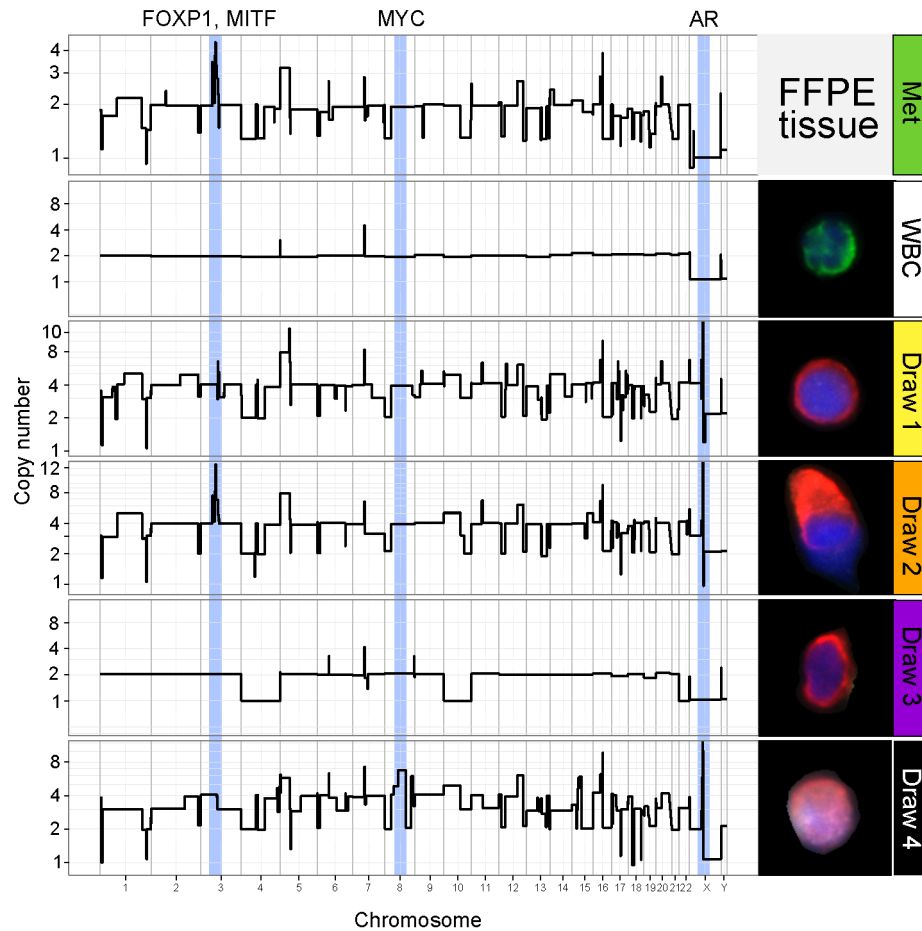 FOXP1, MITF MYC AR
4
3
2
1
FFPE
tissue
Met
8
4
2
1
WBC
10
8
4
2
1
Draw 1
Copy number
12
8
4
2
1
Draw 2
8
4
2
1
Draw 3
8
4
2
1
Draw 4
1 2 3 4 5 6 7 8 9 10 11 12 13 14 15 16 17 18 19 20 21 22 X Y
Chromosome